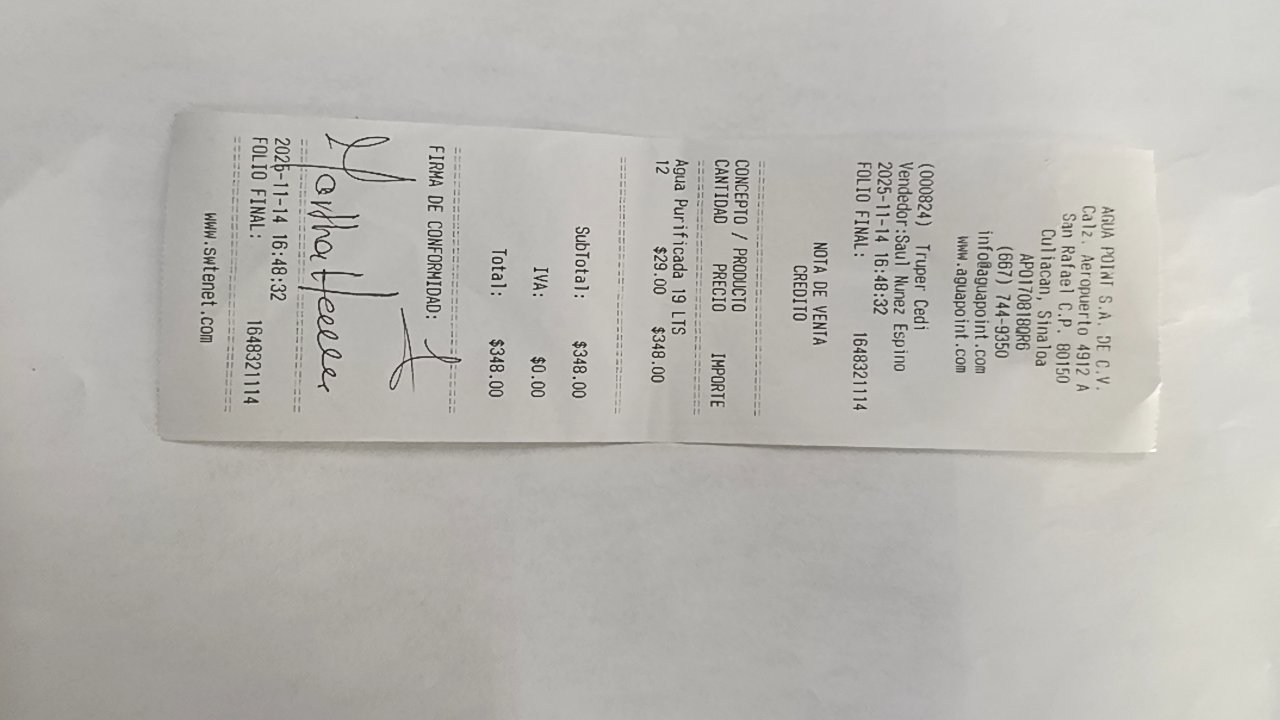 AGUA POINT S.A. DE C.V.
Calz. Aeropuerto 4912 A
San Rafael C.P. 80150
Culiacan, Sinaloa
APO170818QR6
(667) 744-9350
info@aguapoint.com
www.aguapoint.com
(000824) Truper Cedi
Vendedor:Saul Nunez Espino
2025-11-14 16:48:32
FOLIO FINAL: 1648321114
NOTA DE VENTA
CREDITO
CONCEPTO / PRODUCTO
CANTIDAD PRECIO IMPORTE
Agua Purificada 19 LTS
12 $29.00 $348.00
SubTotal: $348.00
IVA: $0.00
Total: $348.00
FIRMA DE CONFORMIDAD:
Martha
2025-11-14 16:48:32
FOLIO FINAL: 1648321114
www.swtenet.com